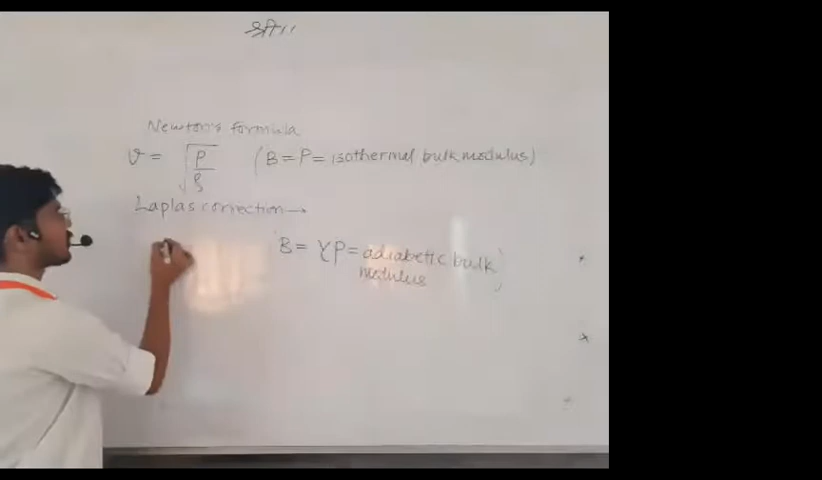 श्री ।।
Newton's formula
v = √P/ρ (B = P = isothermal bulk modulus)
Laplas correction →
B = γP = adiabetic bulk
modulus)